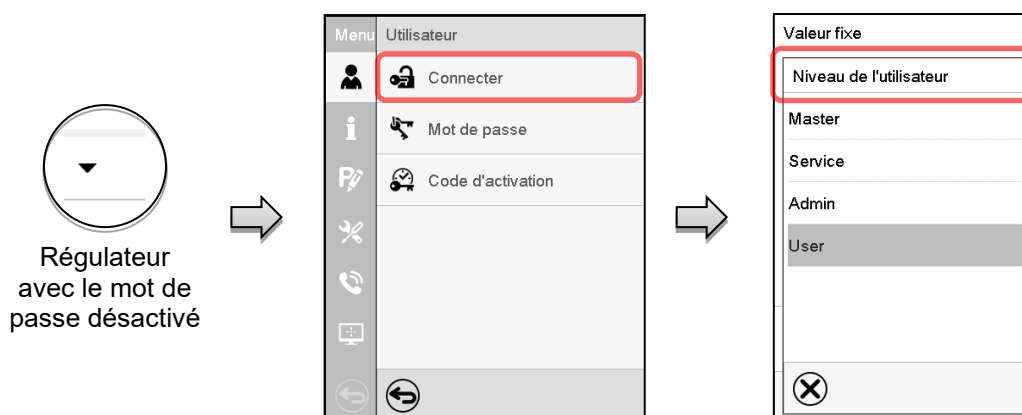 Régulateur
avec le mot de
passe désactivé
Menu
Utilisateur
Connecter
Mot de passe
Code d'activation
Valeur fixe
Niveau de l'utilisateur
Master
Service
Admin
User